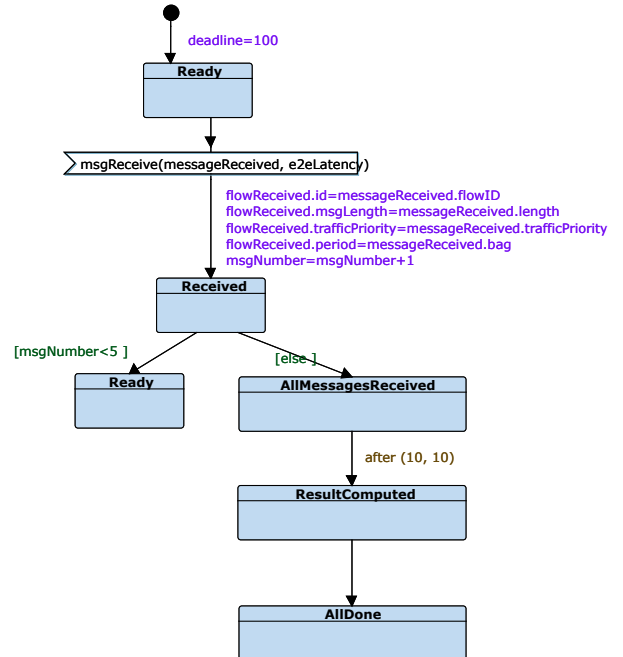 deadline=100
Ready
msgReceive(messageReceived, e2eLatency)
flowReceived.id=messageReceived.flowID
flowReceived.msgLength=messageReceived.length
flowReceived.trafficPriority=messageReceived.trafficPriority
flowReceived.period=messageReceived.bag
msgNumber=msgNumber+1
Received
[msgNumber<5 ]
[else ]
Ready
AllMessagesReceived
after (10, 10)
ResultComputed
AllDone